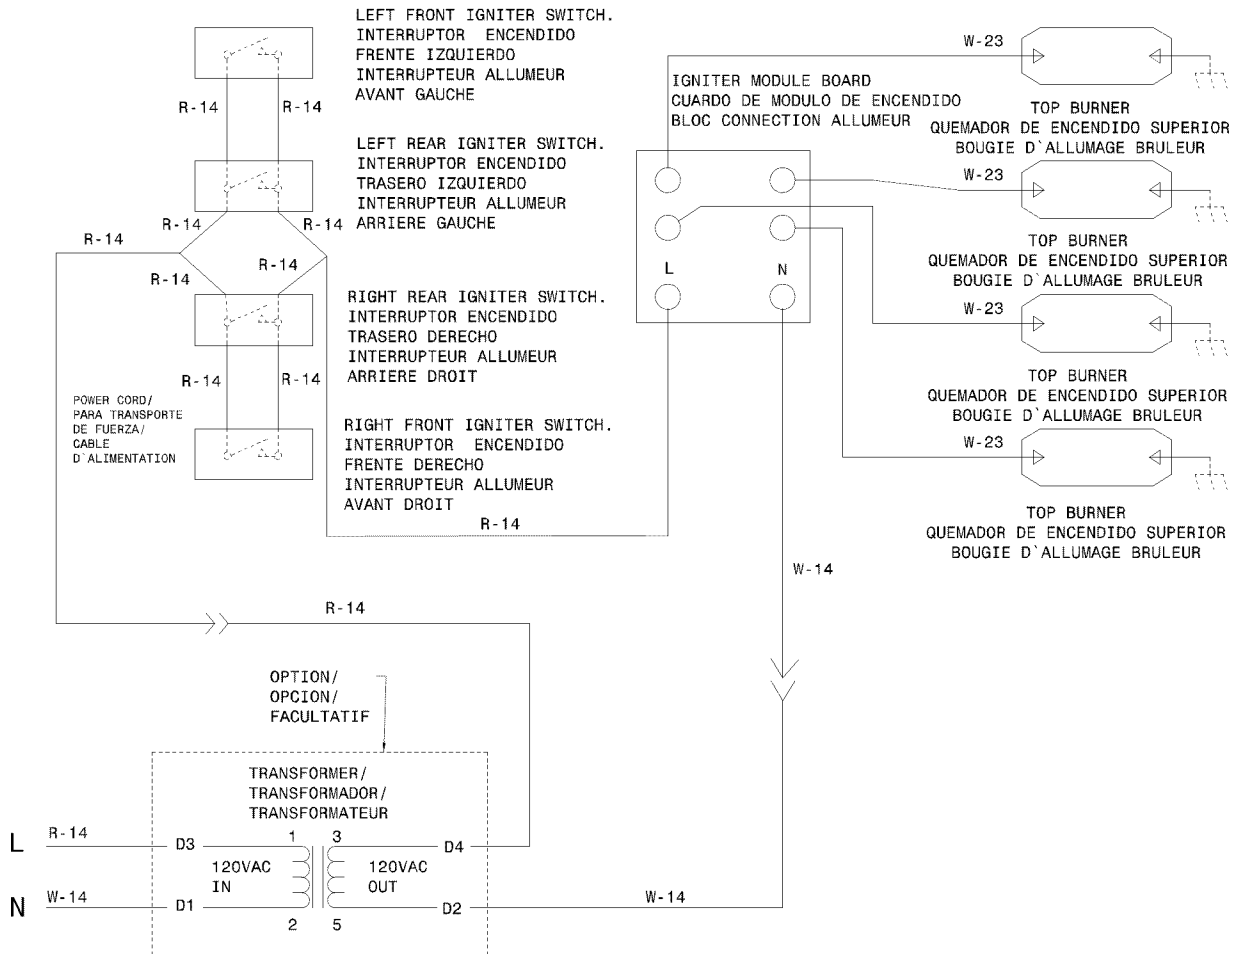 LEFT FRONT IGNITER SWITCH.
INTERRUPTOR ENCENDIDO
FRENTE IZQUIERDO
INTERRUPTEUR ALLUMEUR
AVANT GAUCHE
R-14
R-14
LEFT REAR IGNITER SWITCH.
INTERRUPTOR ENCENDIDO
TRASERO IZQUIERDO
INTERRUPTEUR ALLUMEUR
ARRIERE GAUCHE
R-14
R-14
R-14
R-14
R-14
RIGHT REAR IGNITER SWITCH.
INTERRUPTOR ENCENDIDO
TRASERO DERECHO
INTERRUPTEUR ALLUMEUR
ARRIERE DROIT
R-14
R-14
POWER CORD/
PARA TRANSPORTE
DE FUERZA/
CABLE
D`ALIMENTATION
RIGHT FRONT IGNITER SWITCH.
INTERRUPTOR ENCENDIDO
FRENTE DERECHO
INTERRUPTEUR ALLUMEUR
AVANT DROIT
R-14
IGNITER MODULE BOARD
CUARDO DE MODULO DE ENCENDIDO
BLOC CONNECTION ALLUMEUR
L
N
W-23
TOP BURNER
QUEMADOR DE ENCENDIDO SUPERIOR
BOUGIE D`ALLUMAGE BRULEUR
W-23
TOP BURNER
QUEMADOR DE ENCENDIDO SUPERIOR
BOUGIE D`ALLUMAGE BRULEUR
W-23
TOP BURNER
QUEMADOR DE ENCENDIDO SUPERIOR
BOUGIE D`ALLUMAGE BRULEUR
W-23
TOP BURNER
QUEMADOR DE ENCENDIDO SUPERIOR
BOUGIE D`ALLUMAGE BRULEUR
W-14
R-14
OPTION/
OPCION/
FACULTATIF
TRANSFORMER/
TRANSFORMADOR/
TRANSFORMATEUR
L
R-14
D3
1
3
D4
120VAC
IN
120VAC
OUT
N
W-14
D1
2
5
D2
W-14